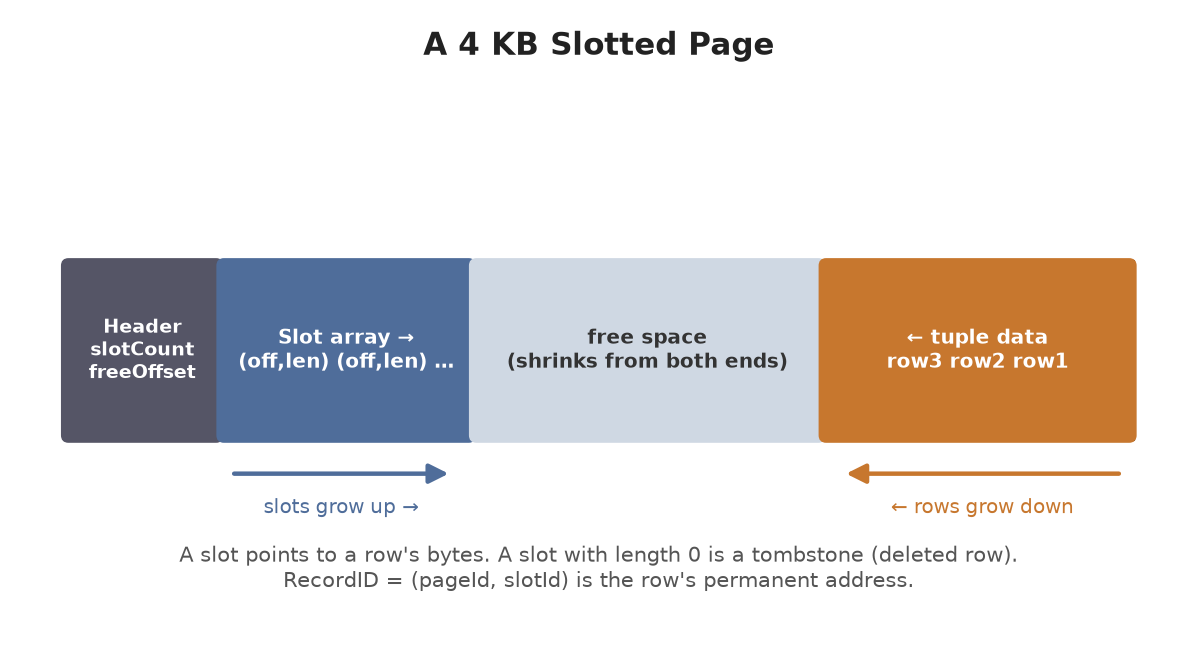 A 4 KB Slotted Page
Header
slotCount
freeOffset
Slot array →
(off,len) (off,len) …
free space
(shrinks from both ends)
← tuple data
row3 row2 row1
slots grow up →
← rows grow down
A slot points to a row's bytes. A slot with length 0 is a tombstone (deleted row).
RecordID = (pageId, slotId) is the row's permanent address.